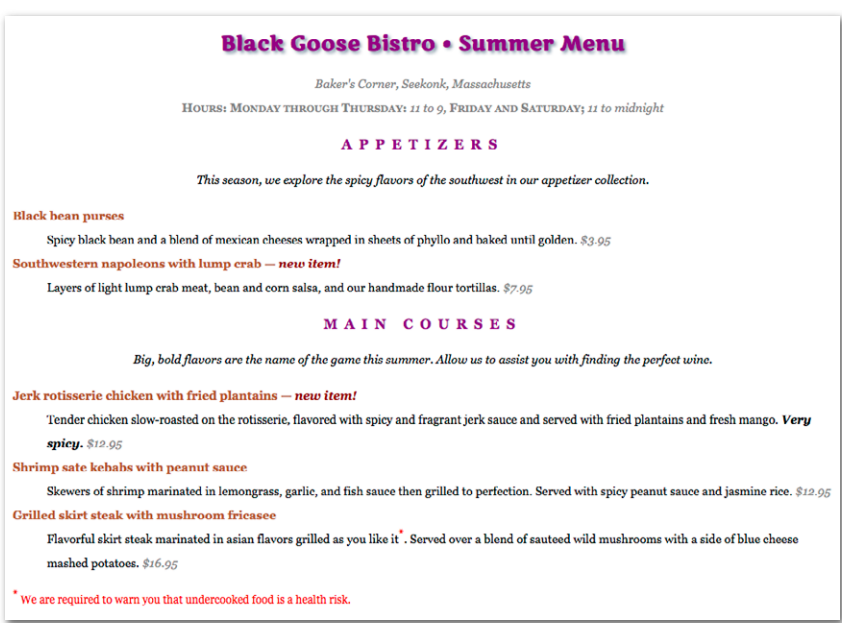 Black Goose Bistro • Summer Menu
Baker's Corner, Seekonk, Massachusetts
Hours: Monday through Thursday: 11 to 9, Friday and Saturday; 11 to midnight
APPETIZERS
This season, we explore the spicy flavors of the southwest in our appetizer collection.
Black bean purses
Spicy black bean and a blend of mexican cheeses wrapped in sheets of phyllo and baked until golden. $3.95
Southwestern napoleons with lump crab — new item!
Layers of light lump crab meat, bean and corn salsa, and our handmade flour tortillas. $7.95
MAIN COURSES
Big, bold flavors are the name of the game this summer. Allow us to assist you with finding the perfect wine.
Jerk rotisserie chicken with fried plantains — new item!
Tender chicken slow-roasted on the rotisserie, flavored with spicy and fragrant jerk sauce and served with fried plantains and fresh mango. Very
spicy. $12.95
Shrimp sate kebabs with peanut sauce
Skewers of shrimp marinated in lemongrass, garlic, and fish sauce then grilled to perfection. Served with spicy peanut sauce and jasmine rice. $12.95
Grilled skirt steak with mushroom fricasee
Flavorful skirt steak marinated in asian flavors grilled as you like it*. Served over a blend of sauteed wild mushrooms with a side of blue cheese
mashed potatoes. $16.95
* We are required to warn you that undercooked food is a health risk.